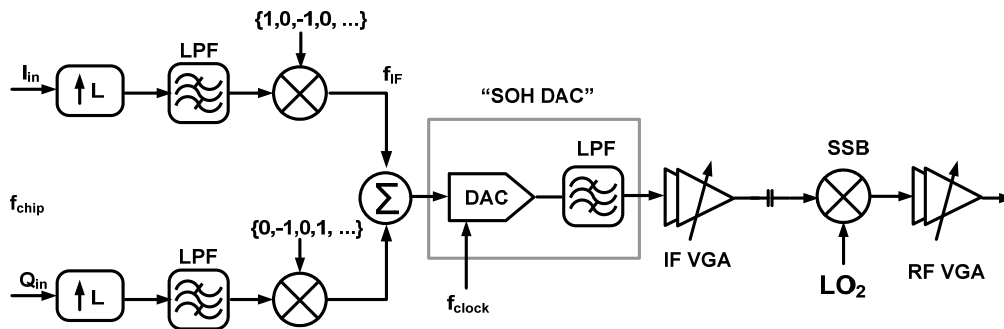 {1,0,-1,0, ...}
LPF
I_in
↑ L
f_IF
"SOH DAC"
LPF
SSB
f_chip
Σ
DAC
{0,-1,0,1, ...}
LPF
IF VGA
RF VGA
Q_in
↑ L
f_clock
LO_2